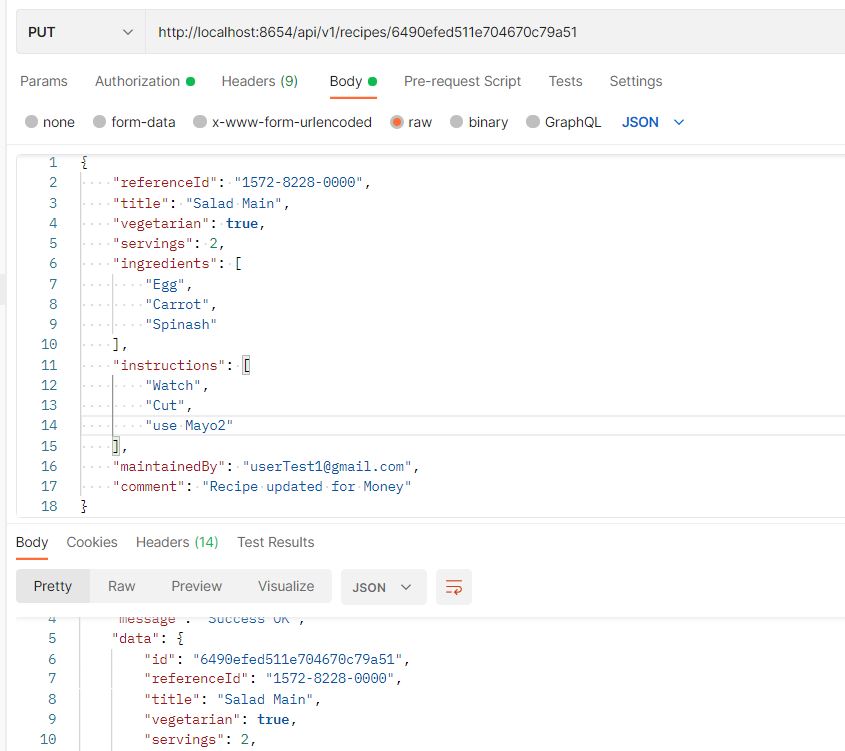 PUT http://localhost:8654/api/v1/recipes/6490efed511e704670c79a51
Params Authorization Headers (9) Body Pre-request Script Tests Settings
none form-data x-www-form-urlencoded raw binary GraphQL JSON
1 {
2 "referenceId": "1572-8228-0000",
3 "title": "Salad Main",
4 "vegetarian": true,
5 "servings": 2,
6 "ingredients": [
7 "Egg",
8 "Carrot",
9 "Spinash"
10 ],
11 "instructions": [
12 "Watch",
13 "Cut",
14 "use Mayo2"
15 ],
16 "maintainedBy": "userTest1@gmail.com",
17 "comment": "Recipe updated for Money"
18 }
Body Cookies Headers (14) Test Results
Pretty Raw Preview Visualize JSON
4 "message": "Success OK",
5 "data": {
6 "id": "6490efed511e704670c79a51",
7 "referenceId": "1572-8228-0000",
8 "title": "Salad Main",
9 "vegetarian": true,
10 "servings": 2,